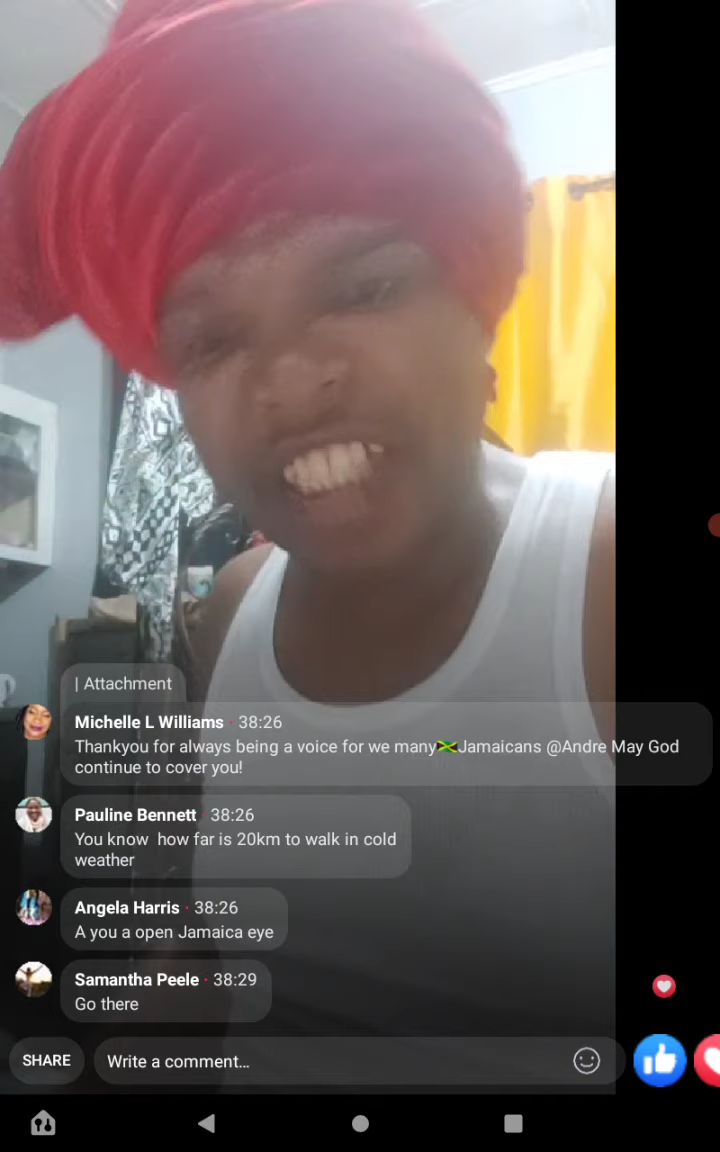 | Attachment
Michelle L Williams · 38:26
Thankyou for always being a voice for we many🇯🇲Jamaicans @Andre May God
continue to cover you!
Pauline Bennett · 38:26
You know how far is 20km to walk in cold
weather
Angela Harris · 38:26
A you a open Jamaica eye
Samantha Peele · 38:29
Go there
SHARE
Write a comment...